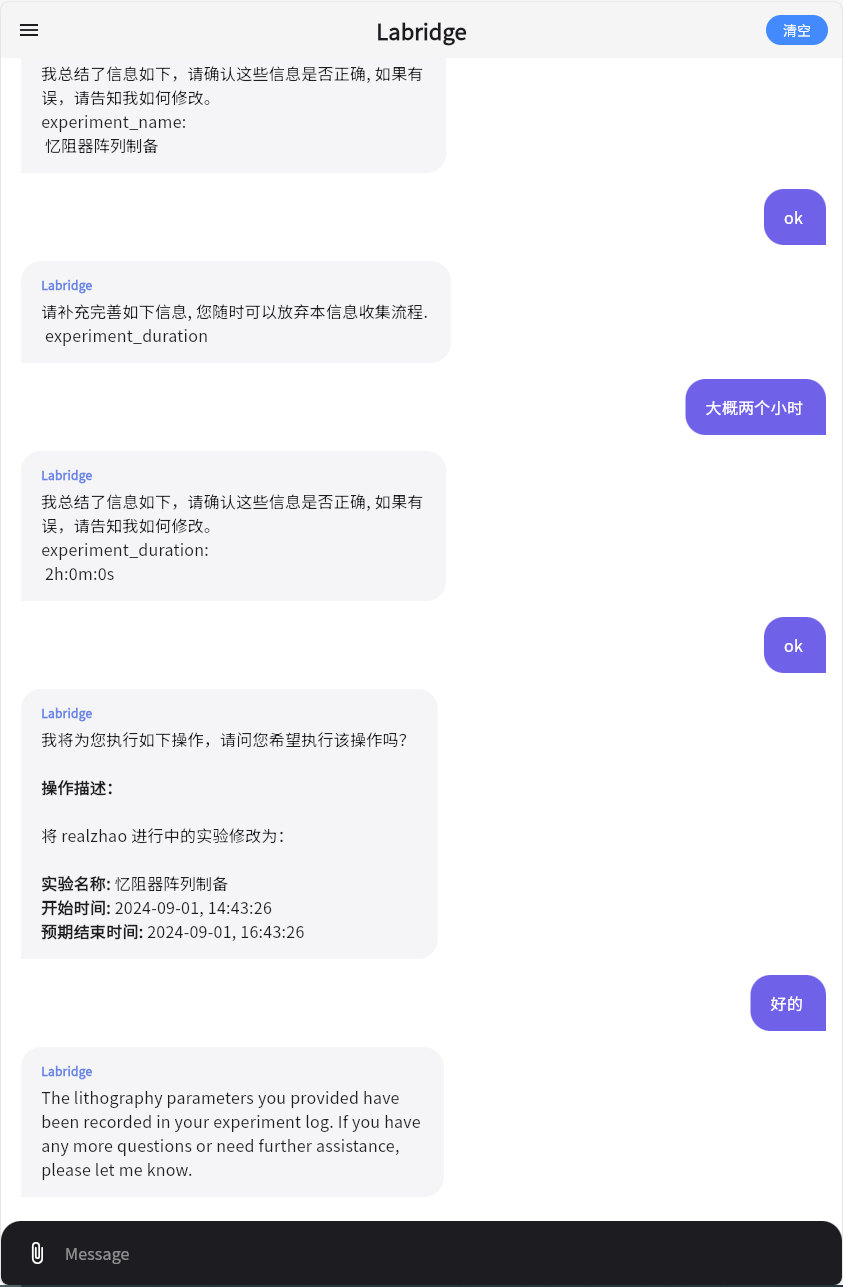 Labridge
清空
我总结了信息如下，请确认这些信息是否正确, 如果有
误，请告知我如何修改。
experiment_name:
忆阻器阵列制备
ok
Labridge
请补充完善如下信息, 您随时可以放弃本信息收集流程.
experiment_duration
大概两个小时
Labridge
我总结了信息如下，请确认这些信息是否正确, 如果有
误，请告知我如何修改。
experiment_duration:
2h:0m:0s
ok
Labridge
我将为您执行如下操作，请问您希望执行该操作吗？
操作描述：
将 realzhao 进行中的实验修改为：
实验名称: 忆阻器阵列制备
开始时间: 2024-09-01, 14:43:26
预期结束时间: 2024-09-01, 16:43:26
好的
Labridge
The lithography parameters you provided have
been recorded in your experiment log. If you have
any more questions or need further assistance,
please let me know.
Message